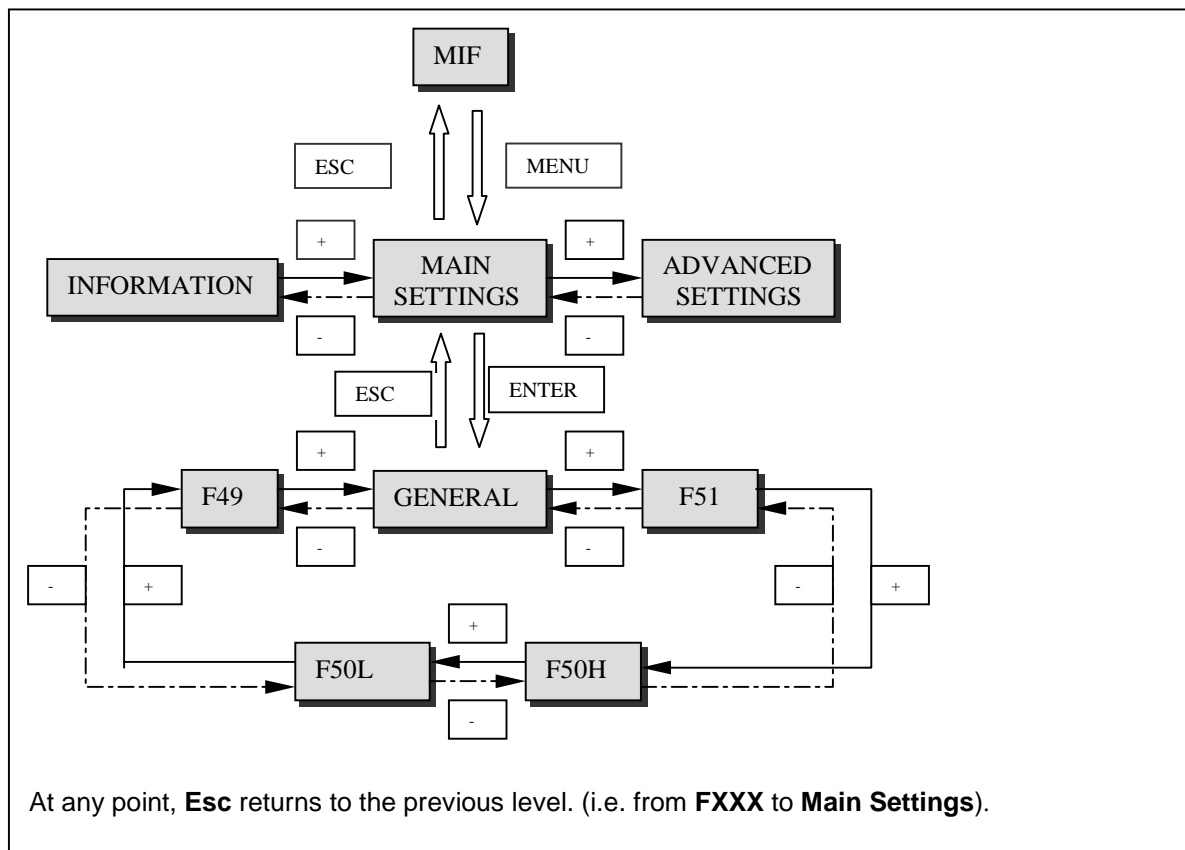 MIF
ESC
MENU
+
+
INFORMATION
MAIN
SETTINGS
ADVANCED
SETTINGS
-
-
ESC
ENTER
+
+
F49
GENERAL
F51
-
-
-
+
-
+
+
F50L
F50H
-
At any point, Esc returns to the previous level. (i.e. from FXXX to Main Settings).